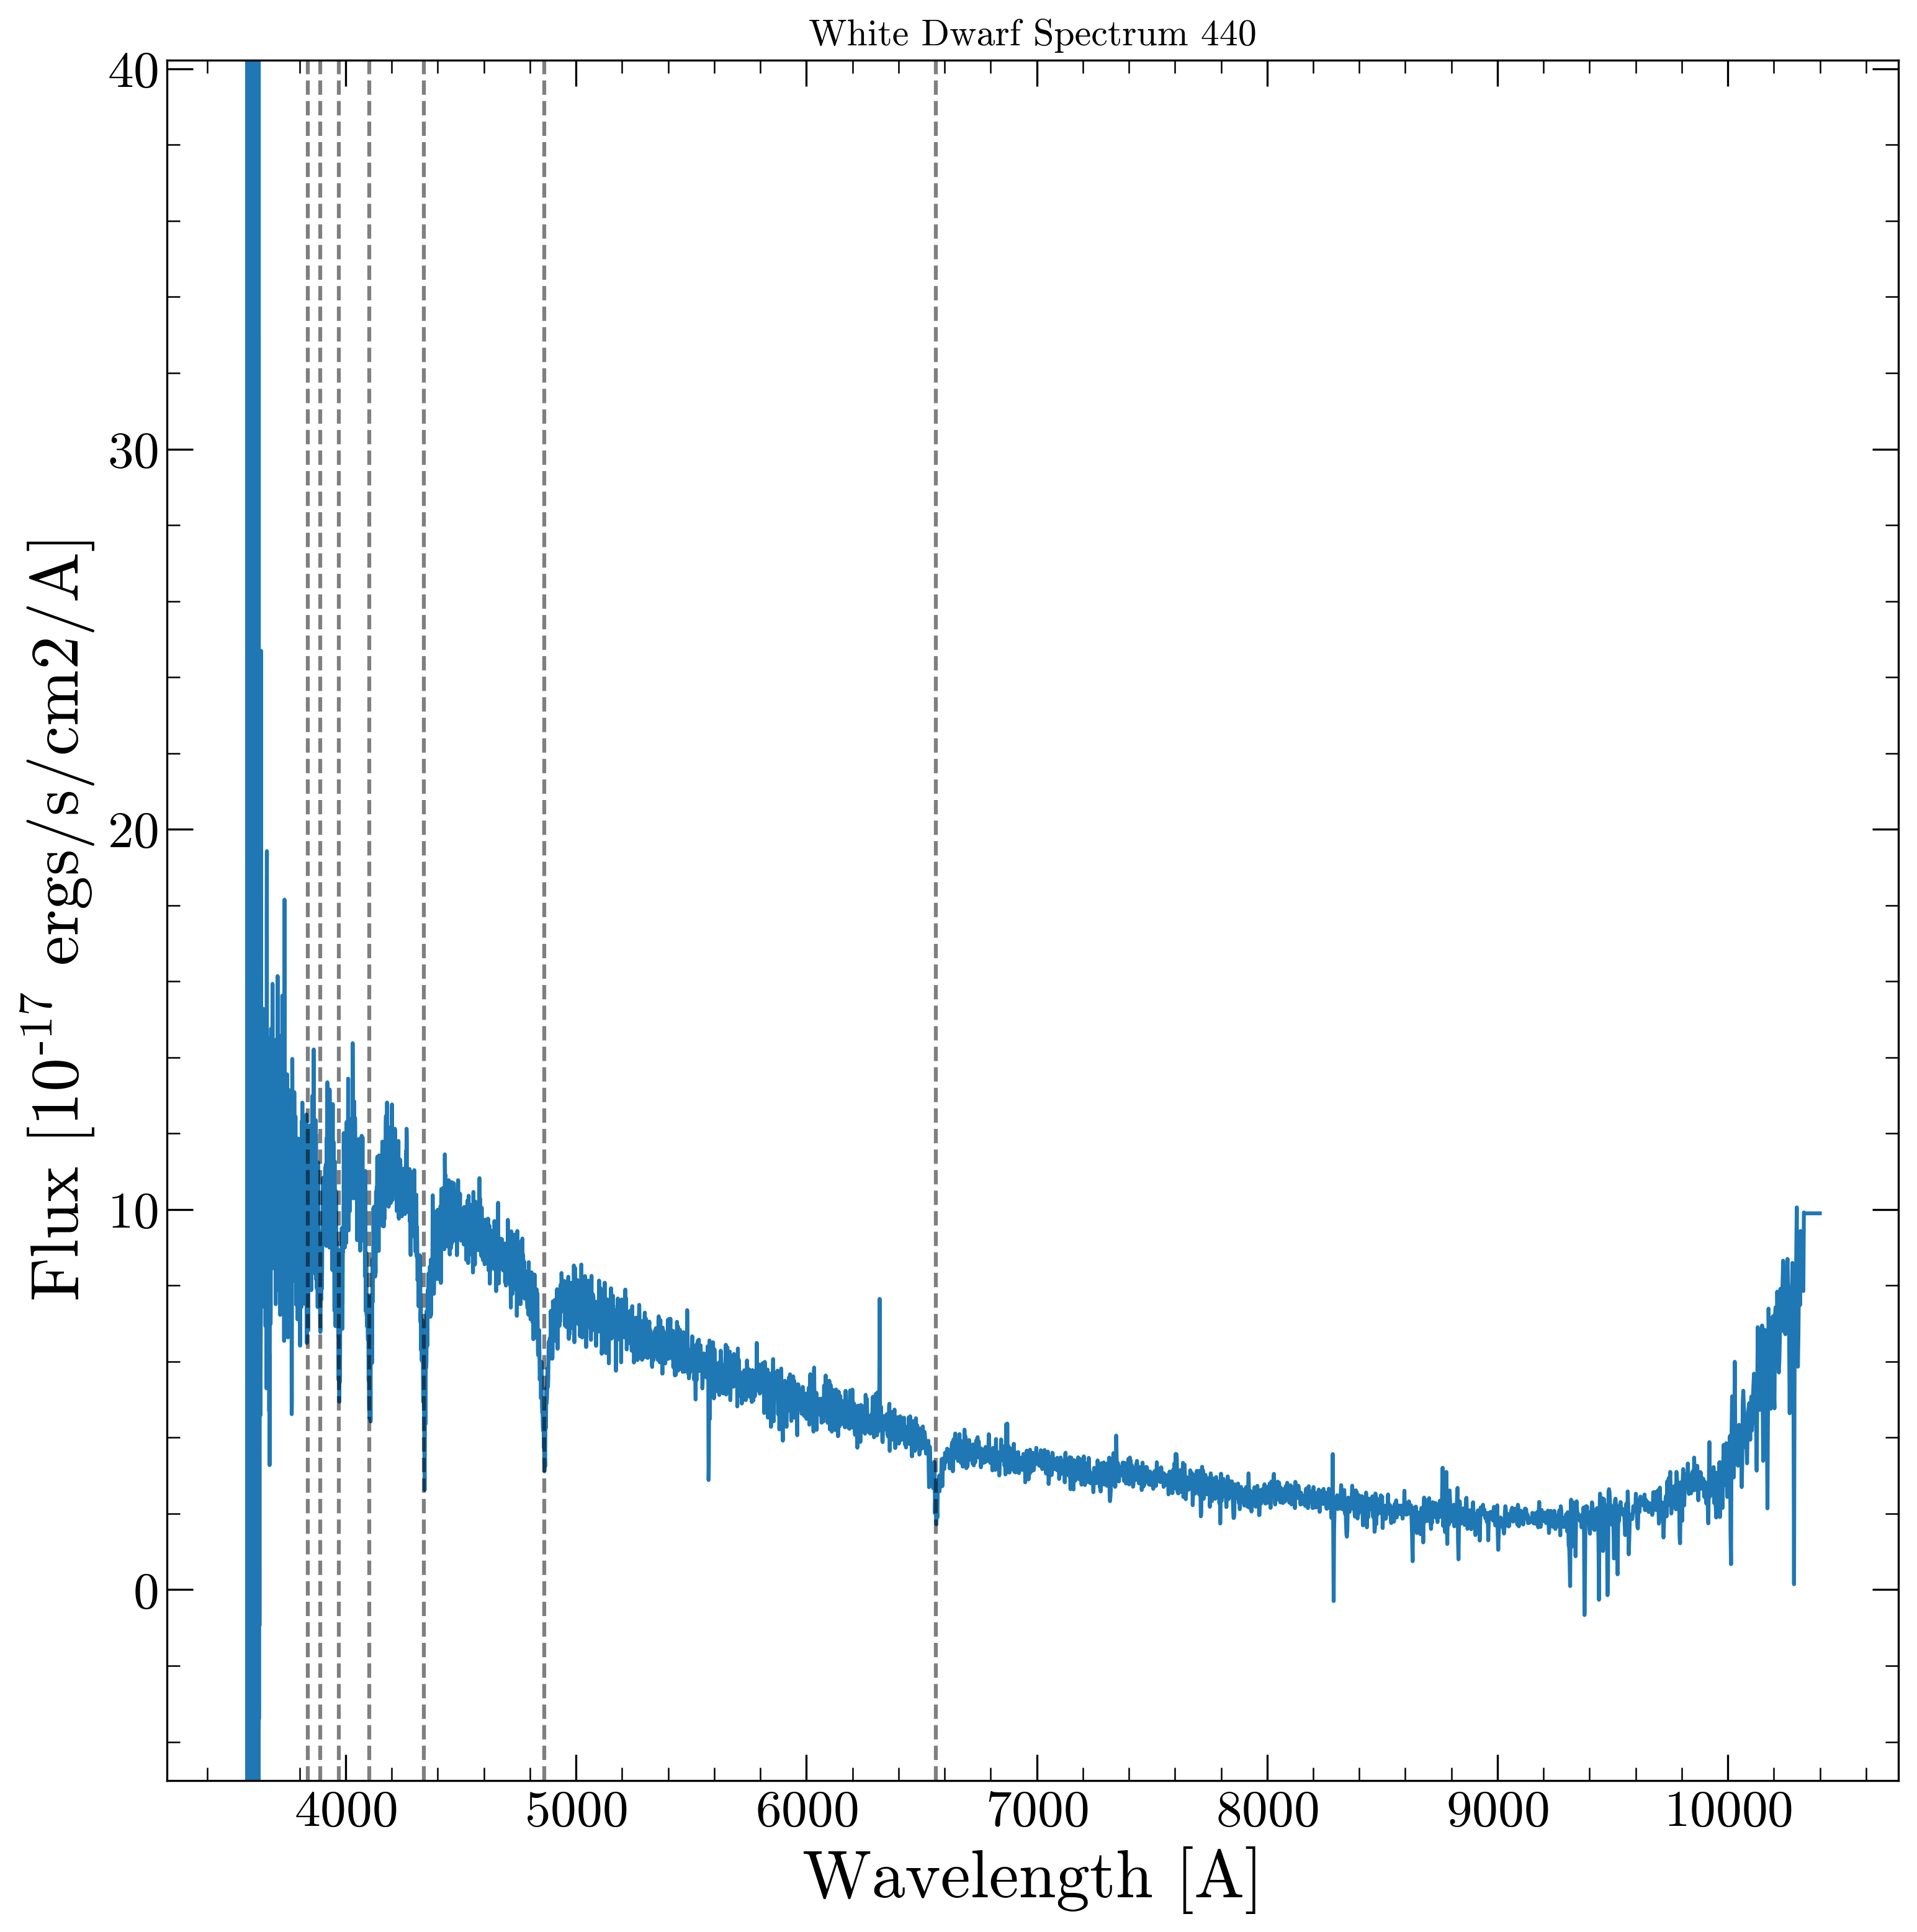 White Dwarf Spectrum 440
40
30
20
10
0
Flux [10⁻¹⁷ ergs/s/cm2/A]
4000 5000 6000 7000 8000 9000 10000
Wavelength [A]